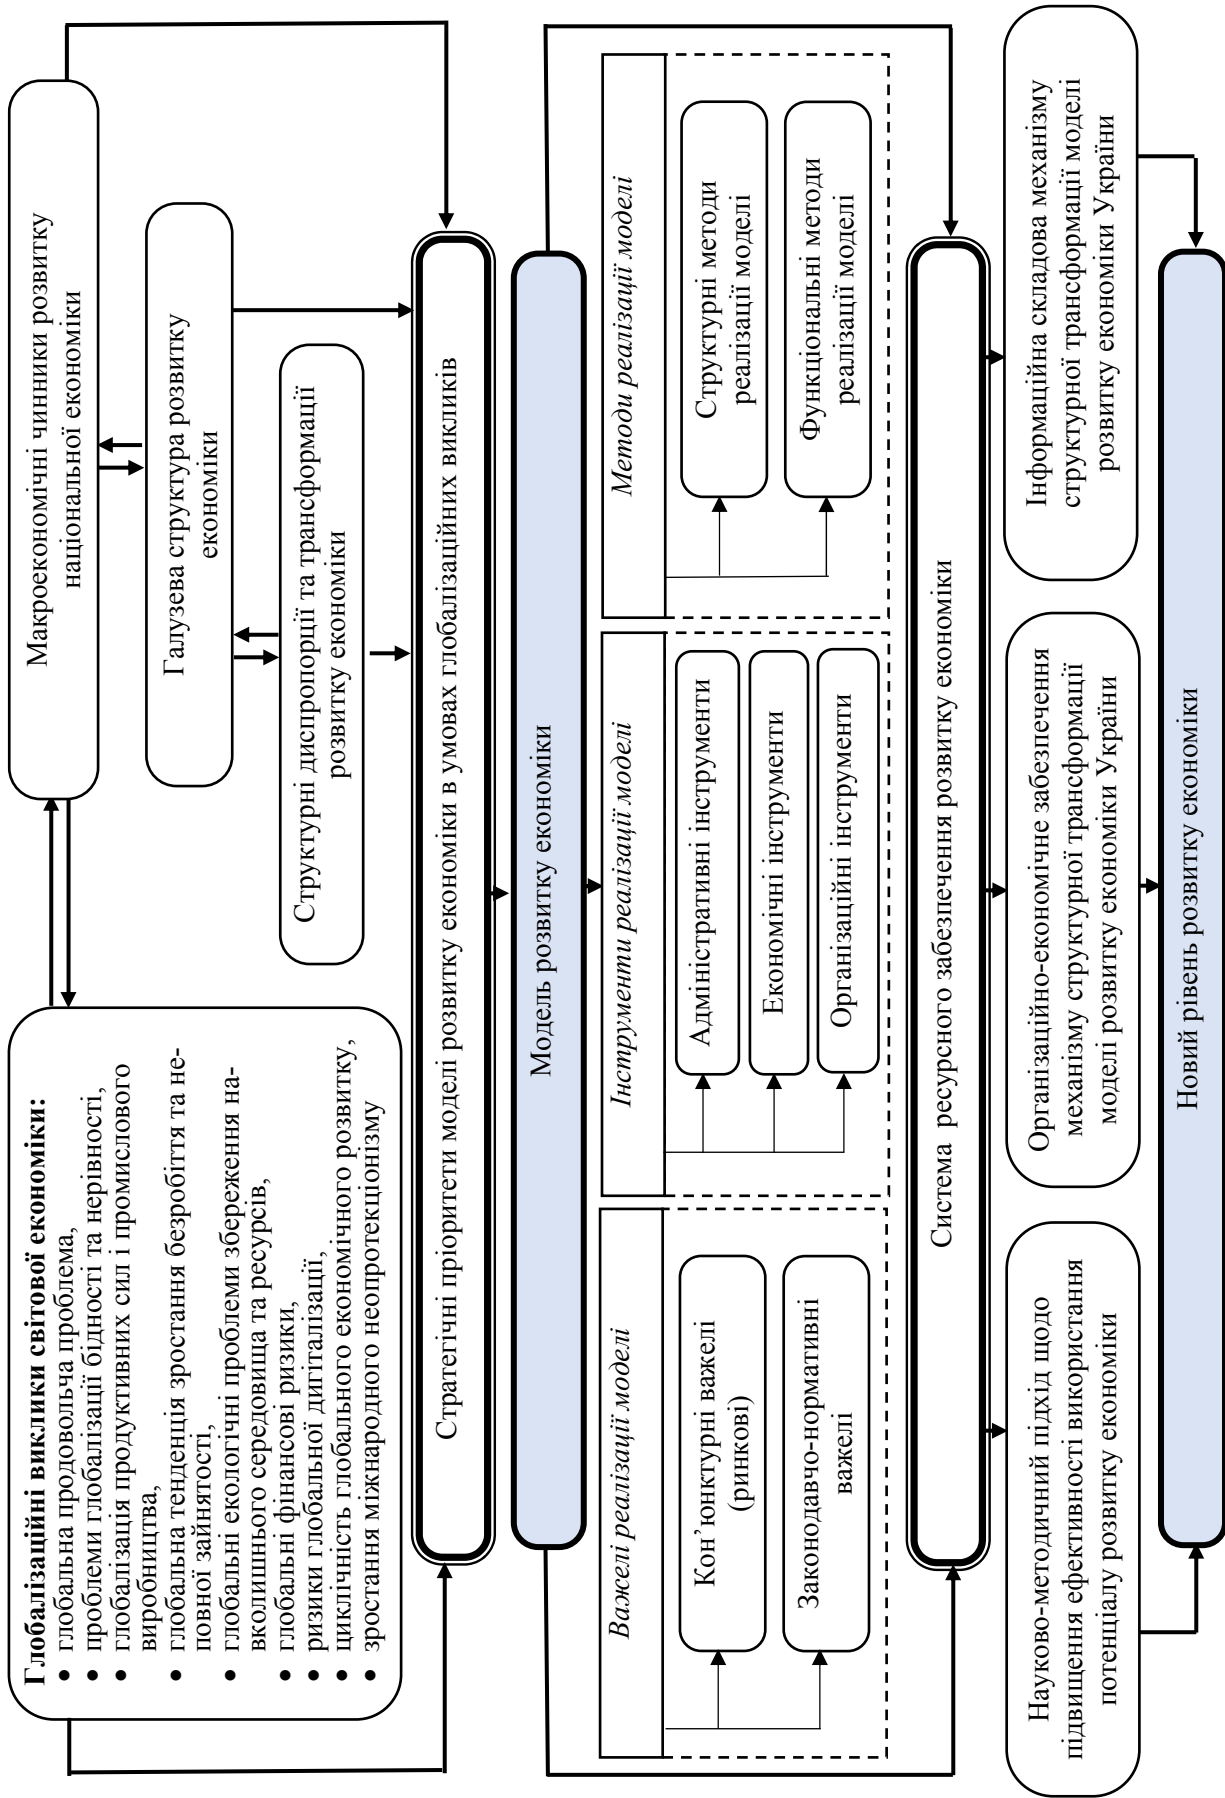 Глобалізаційні виклики світової економіки:
• глобальна продовольча проблема,
• проблеми глобалізації бідності та нерівності,
• глобалізація продуктивних сил і промислового
виробництва,
• глобальна тенденція зростання безробіття та не-
повної зайнятості,
• глобальні екологічні проблеми збереження на-
вколишнього середовища та ресурсів,
• глобальні фінансові ризики,
• ризики глобальної дигіталізації,
• циклічність глобального економічного розвитку,
• зростання міжнародного неопротекціонізму
Макроекономічні чинники розвитку
національної економіки
Галузева структура розвитку
економіки
Структурні диспропорції та трансформації
розвитку економіки
Стратегічні пріоритети моделі розвитку економіки в умовах глобалізаційних викликів
Модель розвитку економіки
Важелі реалізації моделі
Кон’юнктурні важелі
(ринкові)
Законодавчо-нормативні
важелі
Інструменти реалізації моделі
Адміністративні інструменти
Економічні інструменти
Організаційні інструменти
Методи реалізації моделі
Структурні методи
реалізації моделі
Функціональні методи
реалізації моделі
Система ресурсного забезпечення розвитку економіки
Науково-методичний підхід щодо
підвищення ефективності використання
потенціалу розвитку економіки
Організаційно-економічне забезпечення
механізму структурної трансформації
моделі розвитку економіки України
Інформаційна складова механізму
структурної трансформації моделі
розвитку економіки України
Новий рівень розвитку економіки